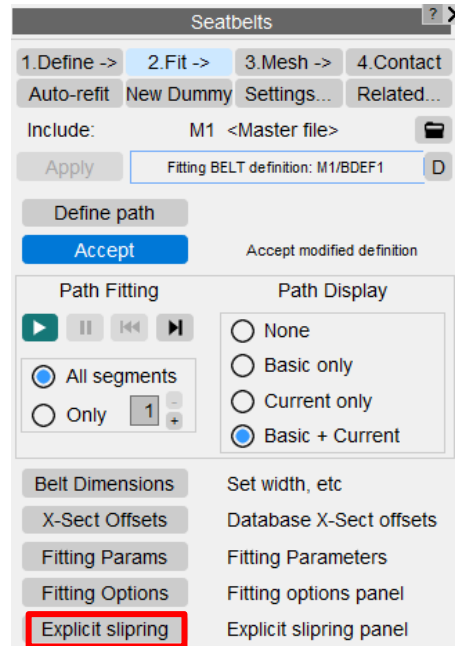 Seatbelts ?
1.Define -> 2.Fit -> 3.Mesh -> 4.Contact
Auto-refit New Dummy Settings... Related...
Include: M1 <Master file>
Apply Fitting BELT definition: M1/BDEF1 D
Define path
Accept Accept modified definition
Path Fitting Path Display
None
All segments Basic only
Only 1 - + Current only
Basic + Current
Belt Dimensions Set width, etc
X-Sect Offsets Database X-Sect offsets
Fitting Params Fitting Parameters
Fitting Options Fitting options panel
Explicit slipring Explicit slipring panel